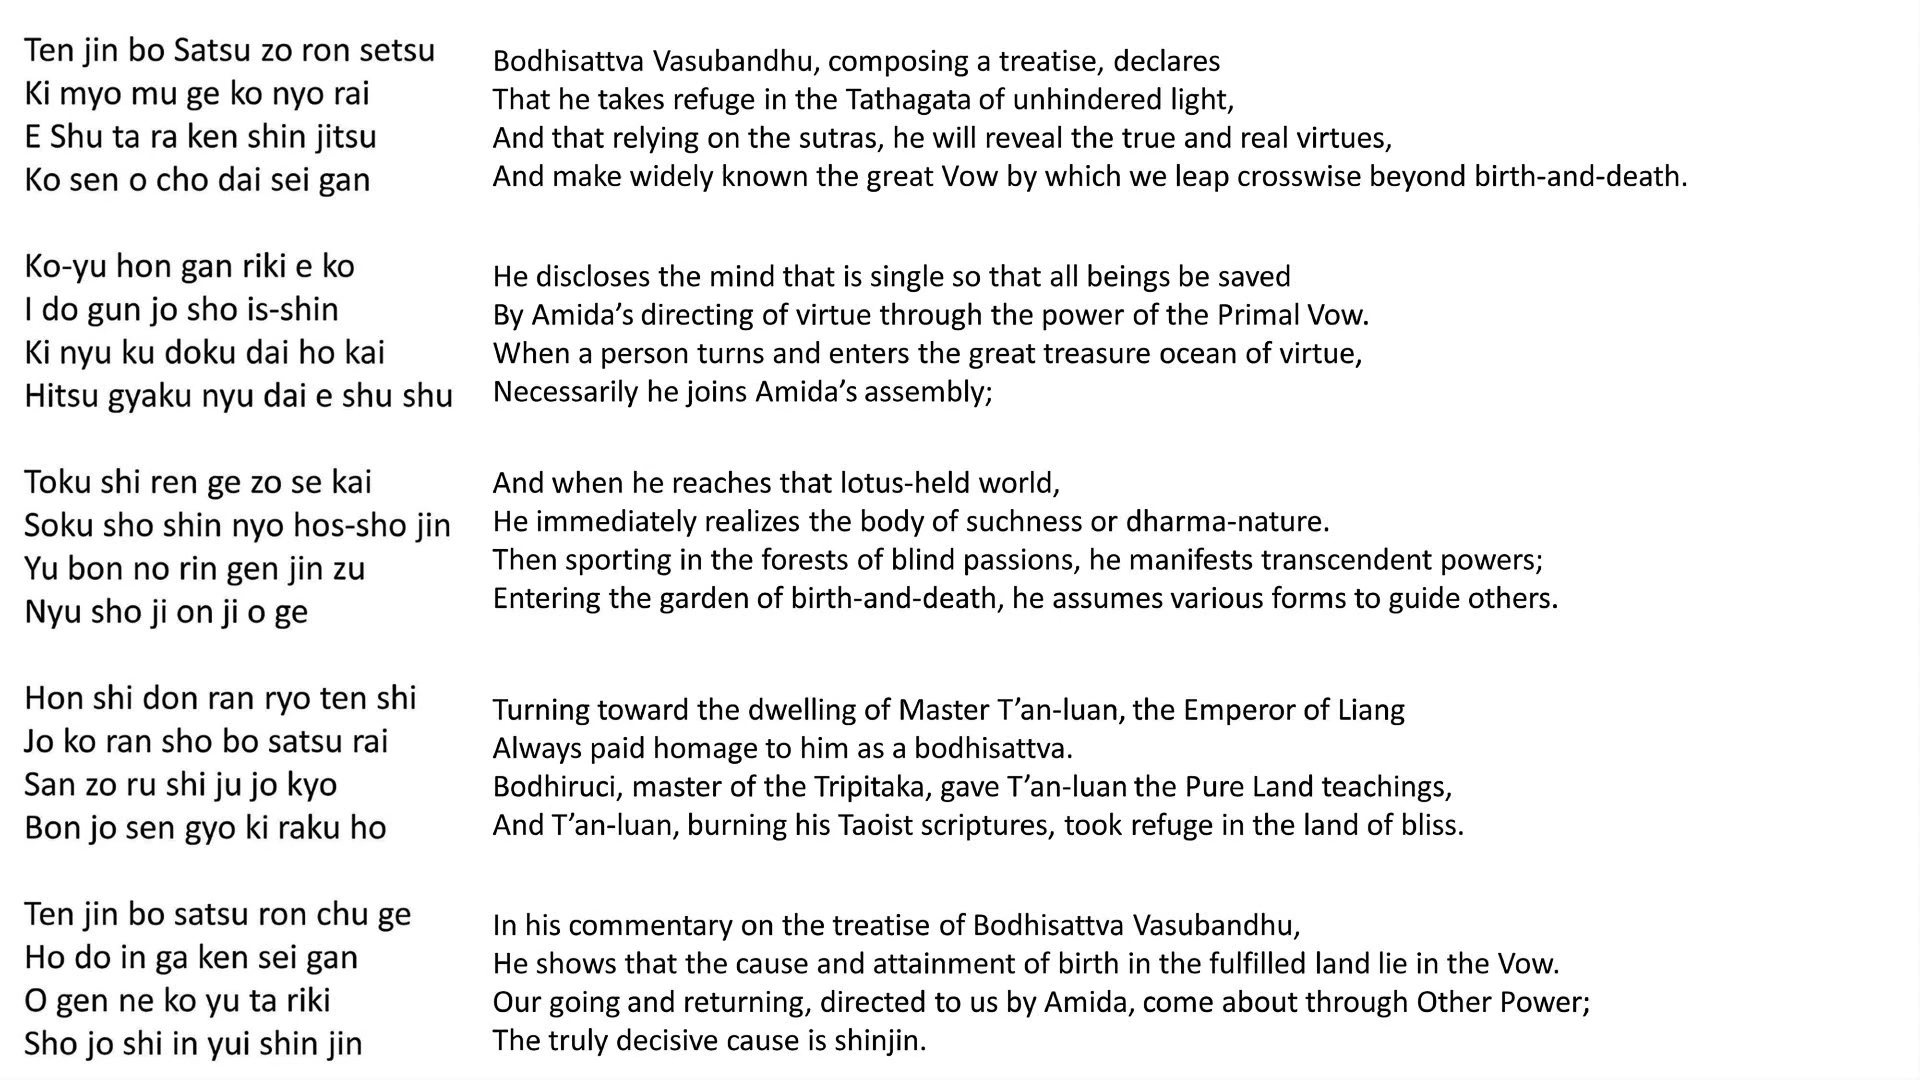 Ten jin bo Satsu zo ron setsu
Ki myo mu ge ko nyo rai
E Shu ta ra ken shin jitsu
Ko sen o cho dai sei gan
Bodhisattva Vasubandhu, composing a treatise, declares
That he takes refuge in the Tathagata of unhindered light,
And that relying on the sutras, he will reveal the true and real virtues,
And make widely known the great Vow by which we leap crosswise beyond birth-and-death.
Ko-yu hon gan riki e ko
I do gun jo sho is-shin
Ki nyu ku doku dai ho kai
Hitsu gyaku nyu dai e shu shu
He discloses the mind that is single so that all beings be saved
By Amida’s directing of virtue through the power of the Primal Vow.
When a person turns and enters the great treasure ocean of virtue,
Necessarily he joins Amida’s assembly;
Toku shi ren ge zo se kai
Soku sho shin nyo hos-sho jin
Yu bon no rin gen jin zu
Nyu sho ji on ji o ge
And when he reaches that lotus-held world,
He immediately realizes the body of suchness or dharma-nature.
Then sporting in the forests of blind passions, he manifests transcendent powers;
Entering the garden of birth-and-death, he assumes various forms to guide others.
Hon shi don ran ryo ten shi
Jo ko ran sho bo satsu rai
San zo ru shi ju jo kyo
Bon jo sen gyo ki raku ho
Turning toward the dwelling of Master T’an-luan, the Emperor of Liang
Always paid homage to him as a bodhisattva.
Bodhiruci, master of the Tripitaka, gave T’an-luan the Pure Land teachings,
And T’an-luan, burning his Taoist scriptures, took refuge in the land of bliss.
Ten jin bo satsu ron chu ge
Ho do in ga ken sei gan
O gen ne ko yu ta riki
Sho jo shi in yui shin jin
In his commentary on the treatise of Bodhisattva Vasubandhu,
He shows that the cause and attainment of birth in the fulfilled land lie in the Vow.
Our going and returning, directed to us by Amida, come about through Other Power;
The truly decisive cause is shinjin.